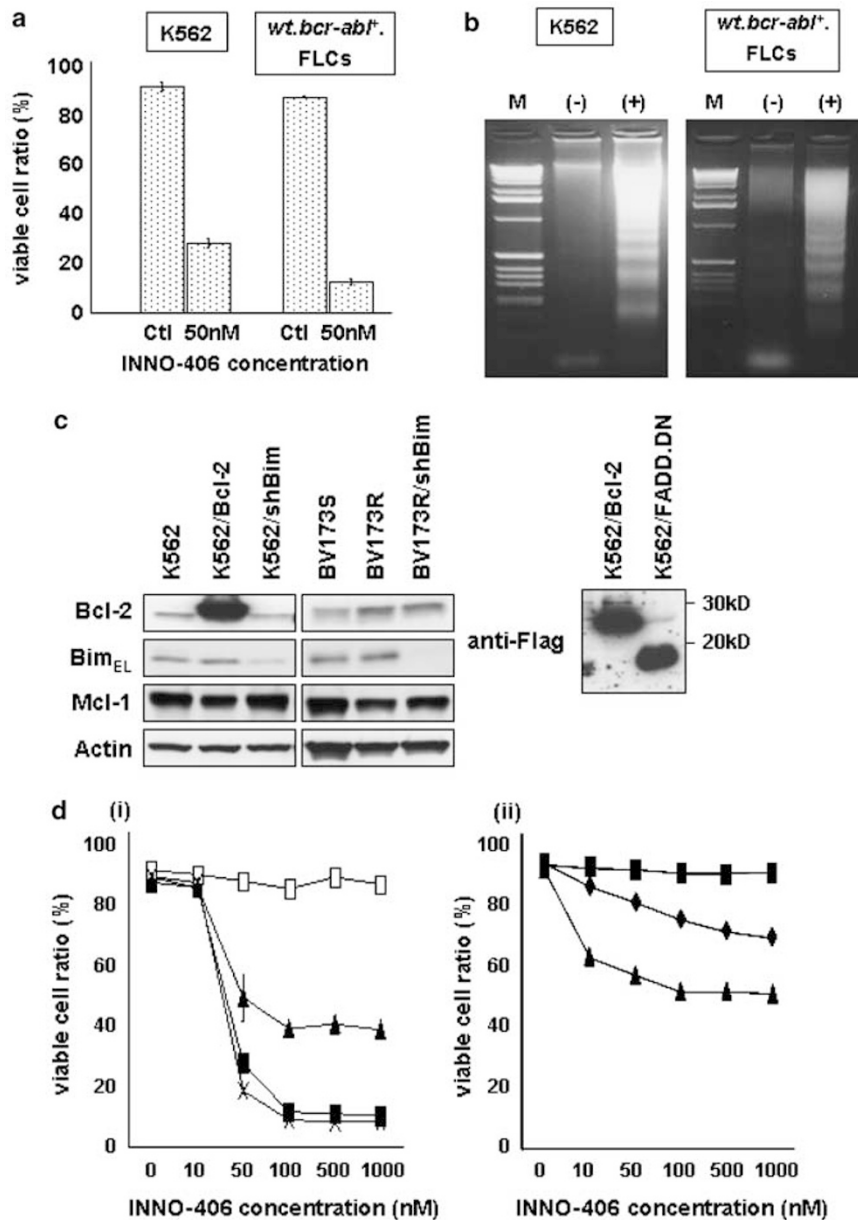 a
K562
wt.bcr-abl+.
FLCs
100
80
60
40
20
0
viable cell ratio (%)
Ctl 50nM Ctl 50nM
INNO-406 concentration
b
K562
wt.bcr-abl+.
FLCs
M (-) (+) M (-) (+)
c
K562
K562/Bcl-2
K562/shBim
BV173S
BV173R
BV173R/shBim
Bcl-2
BimEL
Mcl-1
Actin
K562/Bcl-2
K562/FADD.DN
anti-Flag
30kD
20kD
d (i)
100
80
60
40
20
0
viable cell ratio (%)
0 10 50 100 500 1000
INNO-406 concentration (nM)
(ii)
100
80
60
40
20
0
viable cell ratio (%)
0 10 50 100 500 1000
INNO-406 concentration (nM)